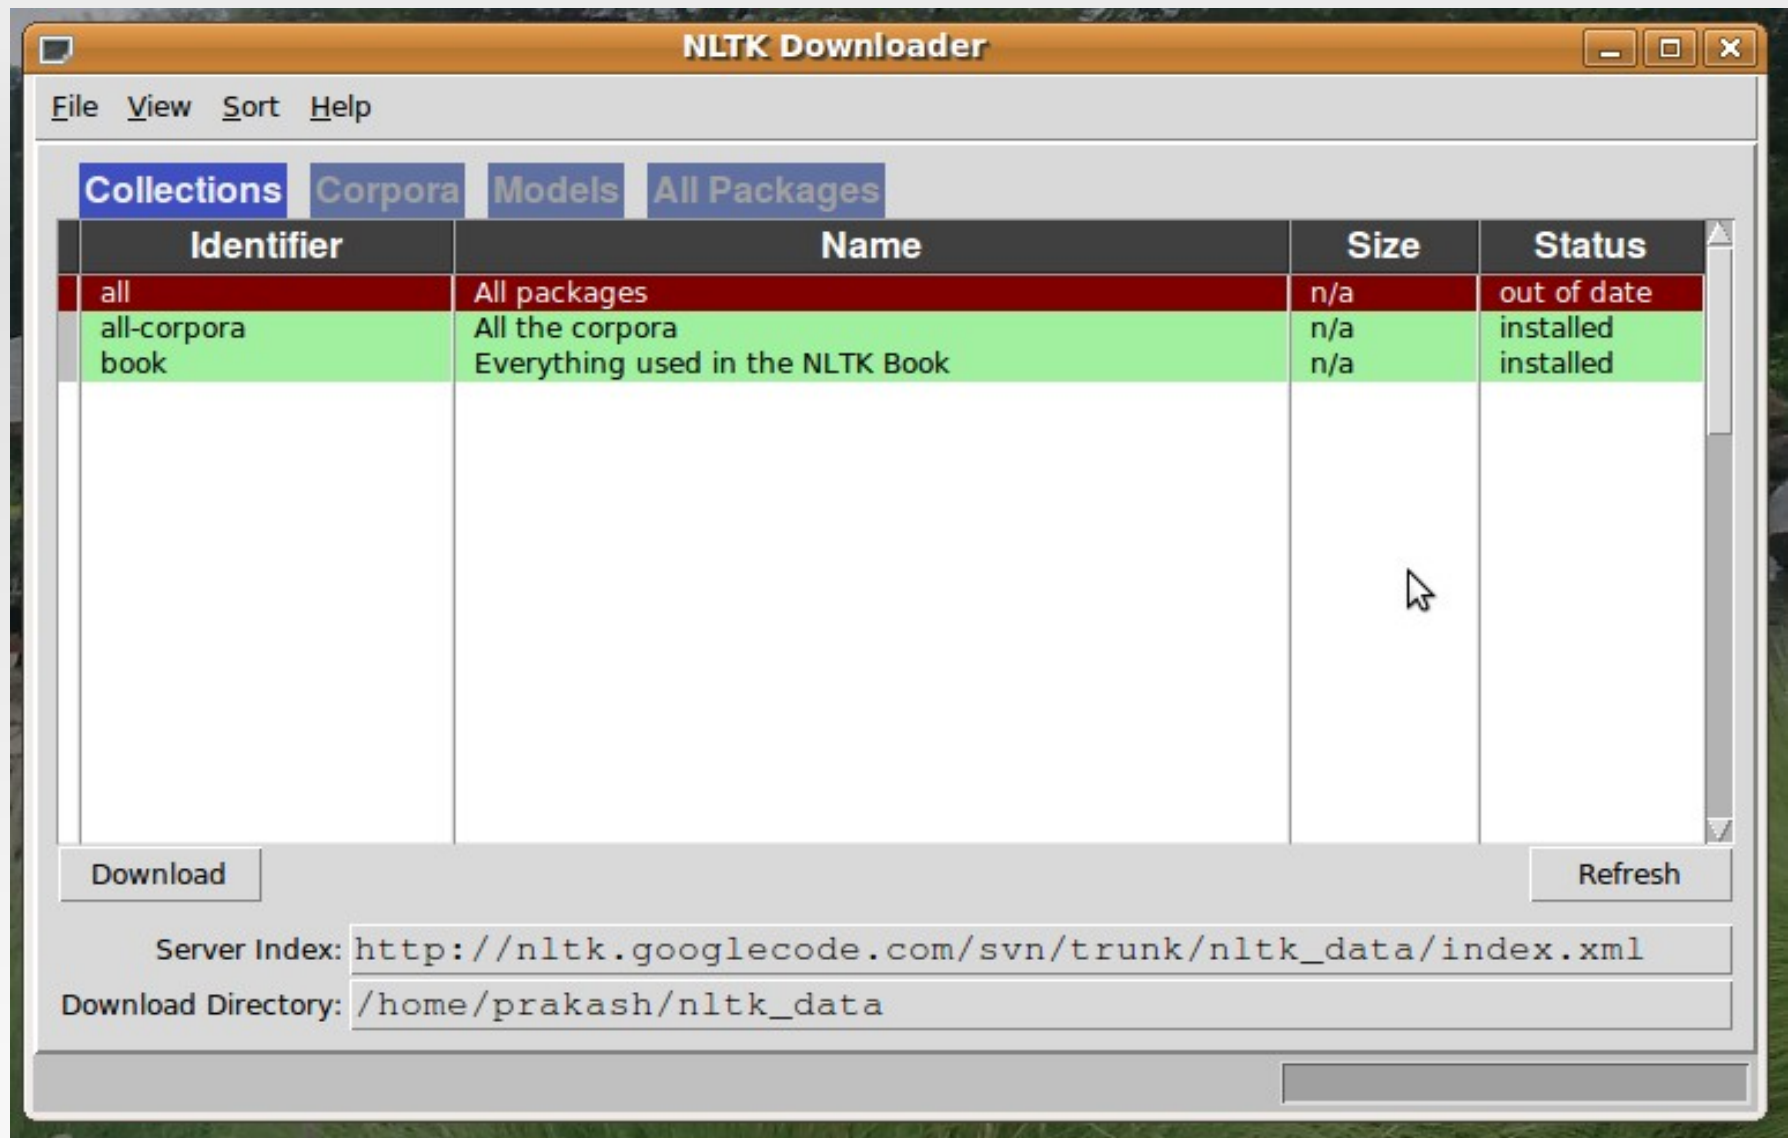 NLTK Downloader
File View Sort Help
Collections Corpora Models All Packages
Identifier Name Size Status
all All packages n/a out of date
all-corpora All the corpora n/a installed
book Everything used in the NLTK Book n/a installed
Download Refresh
Server Index: http://nltk.googlecode.com/svn/trunk/nltk_data/index.xml
Download Directory: /home/prakash/nltk_data